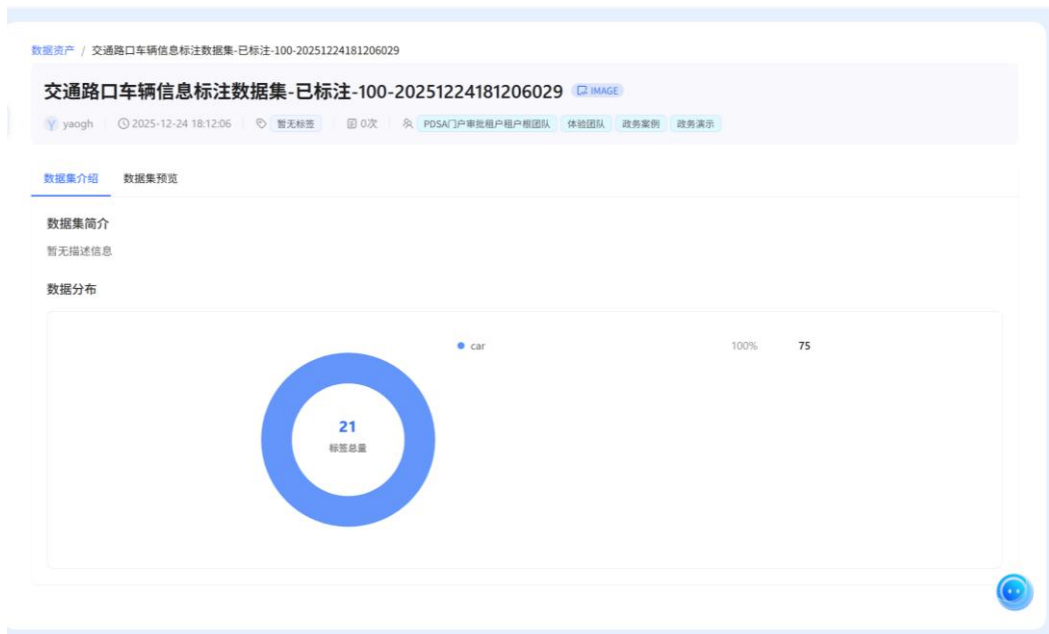 数据资产 / 交通路口车辆信息标注数据集-已标注-100-20251224181206029
交通路口车辆信息标注数据集-已标注-100-20251224181206029 IMAGE
Y yaogh 2025-12-24 18:12:06 暂无标签 0次 PDSA门户审批租户租户根团队 体验团队 政务案例 政务演示
数据集介绍 数据集预览
数据集简介
暂无描述信息
数据分布
car 100% 75
21
标签总量